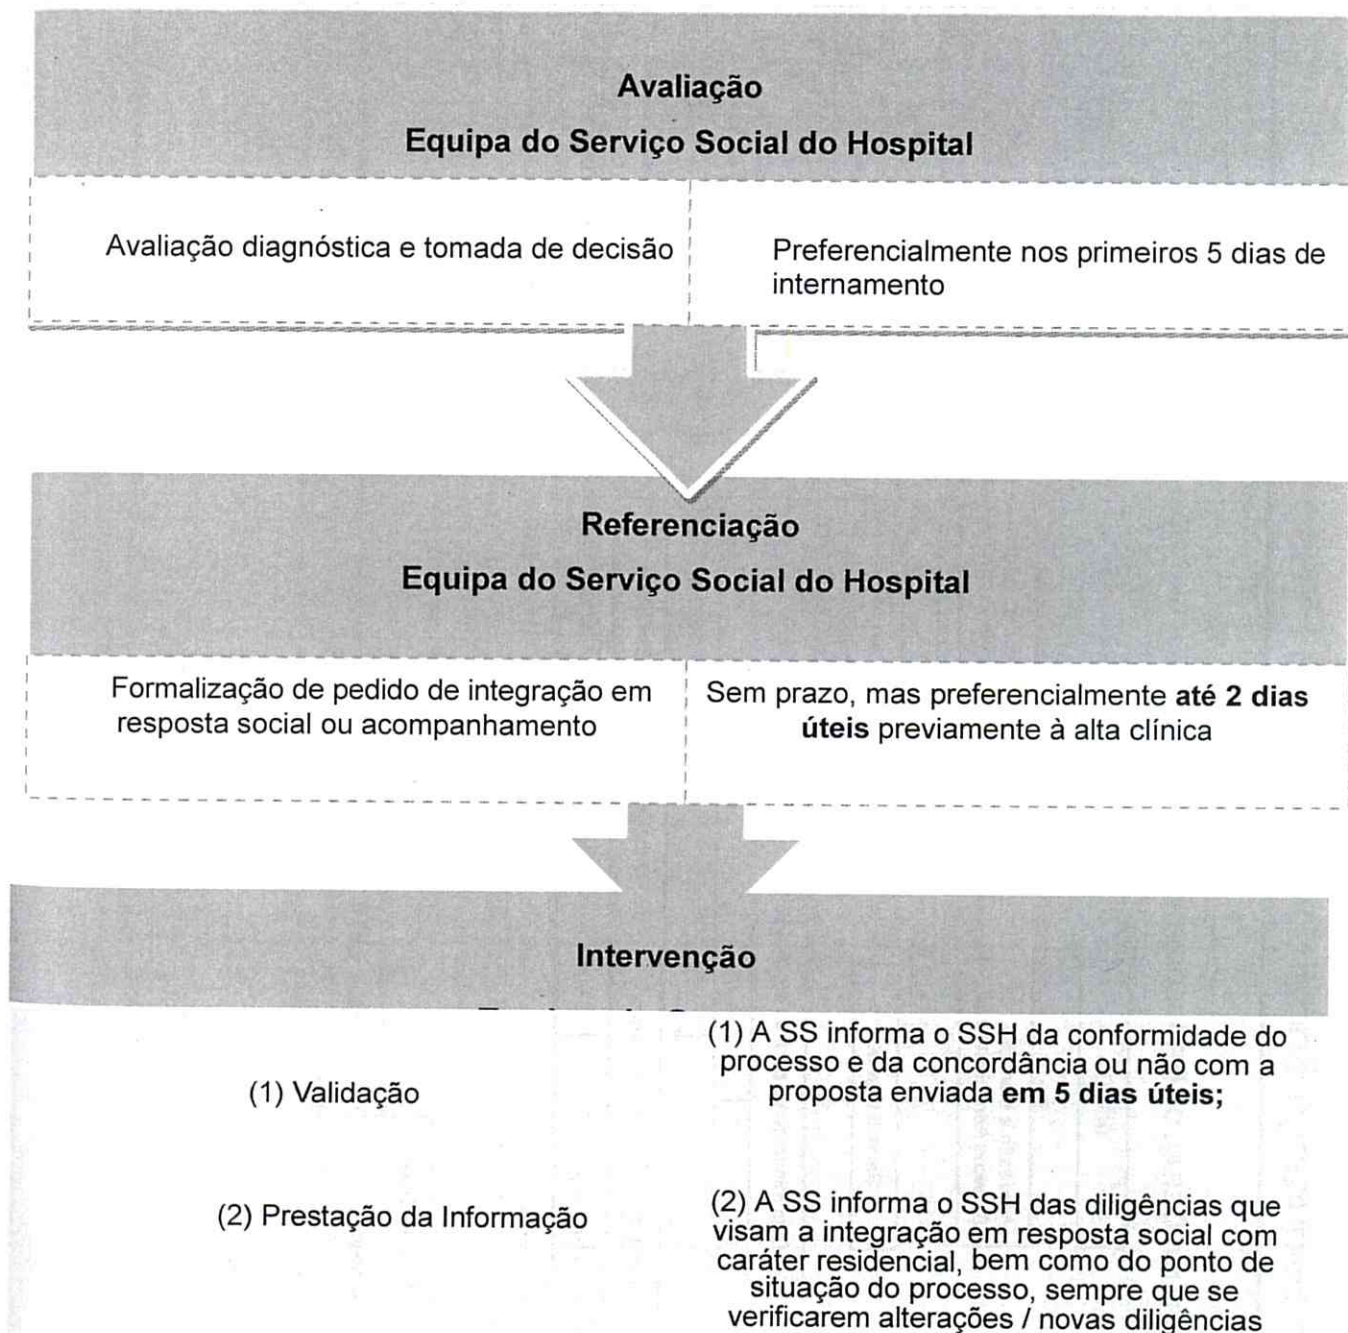 Avaliação
Equipa do Serviço Social do Hospital
Avaliação diagnóstica e tomada de decisão
Preferencialmente nos primeiros 5 dias de
internamento
Referenciação
Equipa do Serviço Social do Hospital
Formalização de pedido de integração em
resposta social ou acompanhamento
Sem prazo, mas preferencialmente até 2 dias
úteis previamente à alta clínica
Intervenção
(1) Validação
(1) A SS informa o SSH da conformidade do
processo e da concordância ou não com a
proposta enviada em 5 dias úteis;
(2) Prestação da Informação
(2) A SS informa o SSH das diligências que
visam a integração em resposta social com
caráter residencial, bem como do ponto de
situação do processo, sempre que se
verificarem alterações / novas diligências